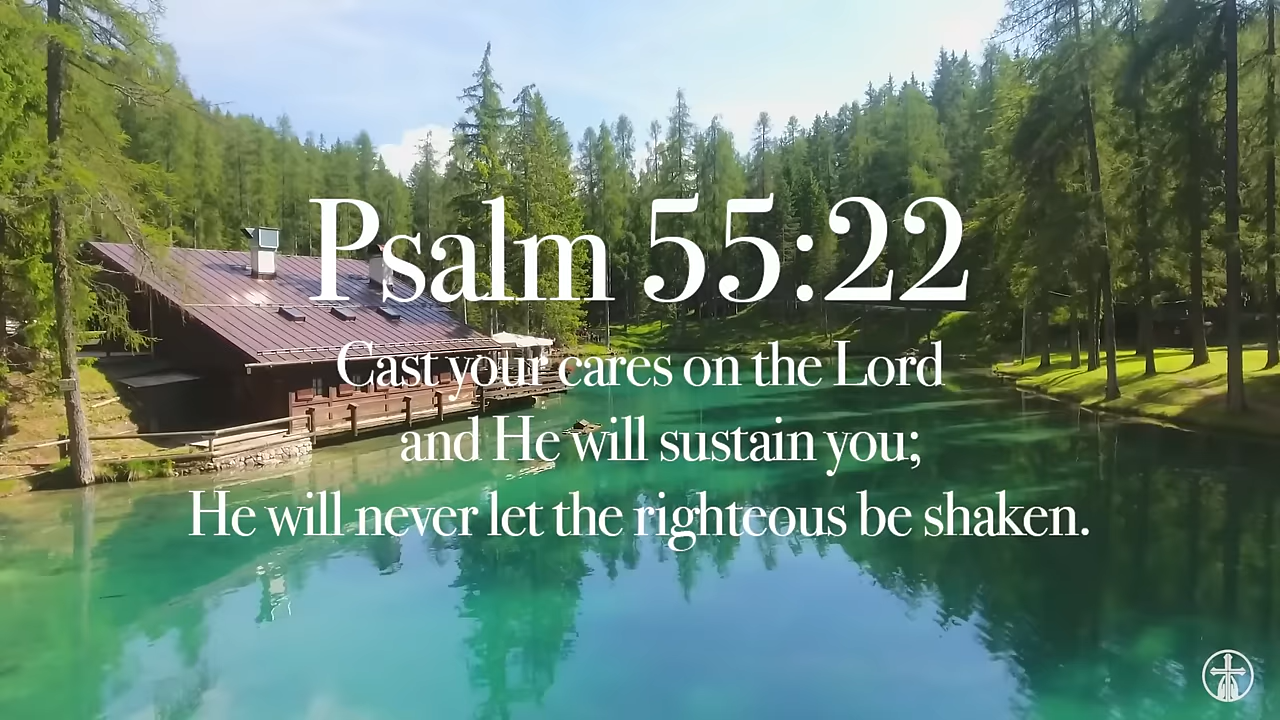 Psalm 55:22
Cast your cares on the Lord
and He will sustain you;
He will never let the righteous be shaken.